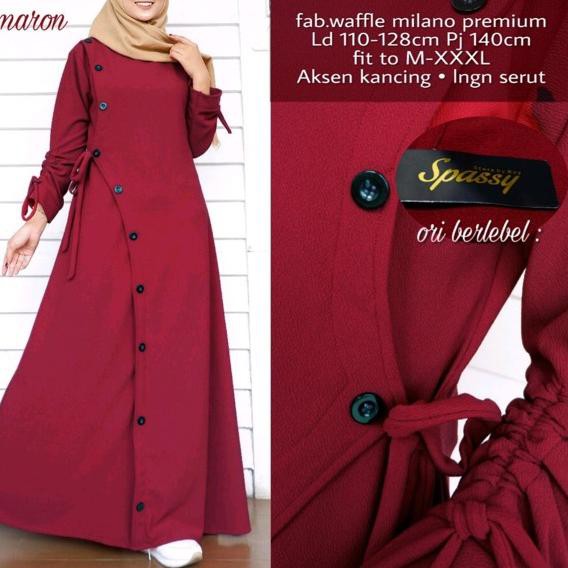 maron
fab.waffle milano premium
Ld 110-128cm Pj 140cm
fit to M-XXXL
Aksen kancing • lngn serut
Spassy
ori berlebel :